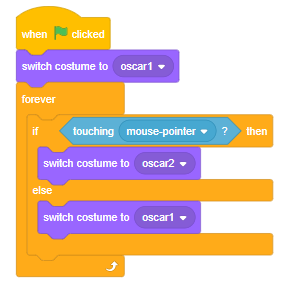 when clicked
switch costume to oscar1
forever
if touching mouse-pointer ? then
switch costume to oscar2
else
switch costume to oscar1